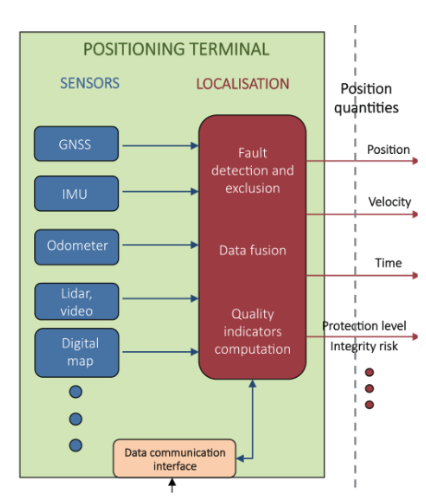 POSITIONING TERMINAL
SENSORS
LOCALISATION
Position
quantities
GNSS
IMU
Odometer
Lidar,
video
Digital
map
Fault
detection and
exclusion
Data fusion
Quality
indicators
computation
Position
Velocity
Time
Protection level
Integrity risk
Data communication
interface